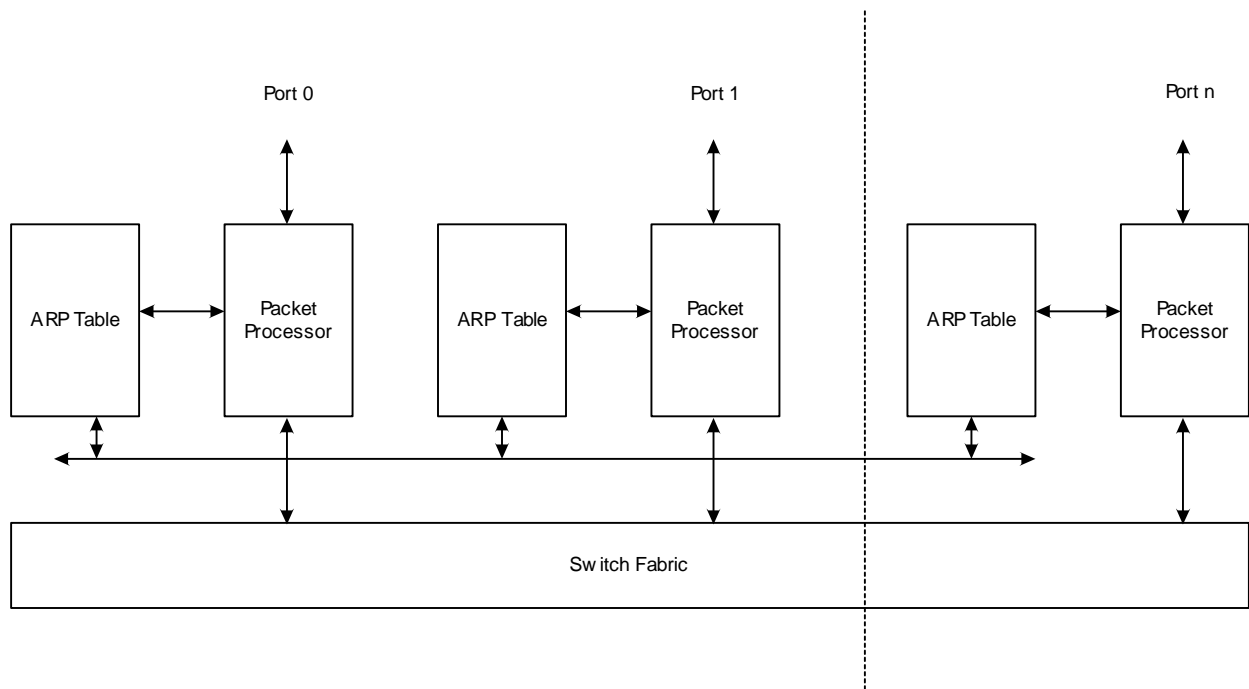 Port 0
Port 1
Port n
ARP Table
Packet
Processor
ARP Table
Packet
Processor
ARP Table
Packet
Processor
Switch Fabric